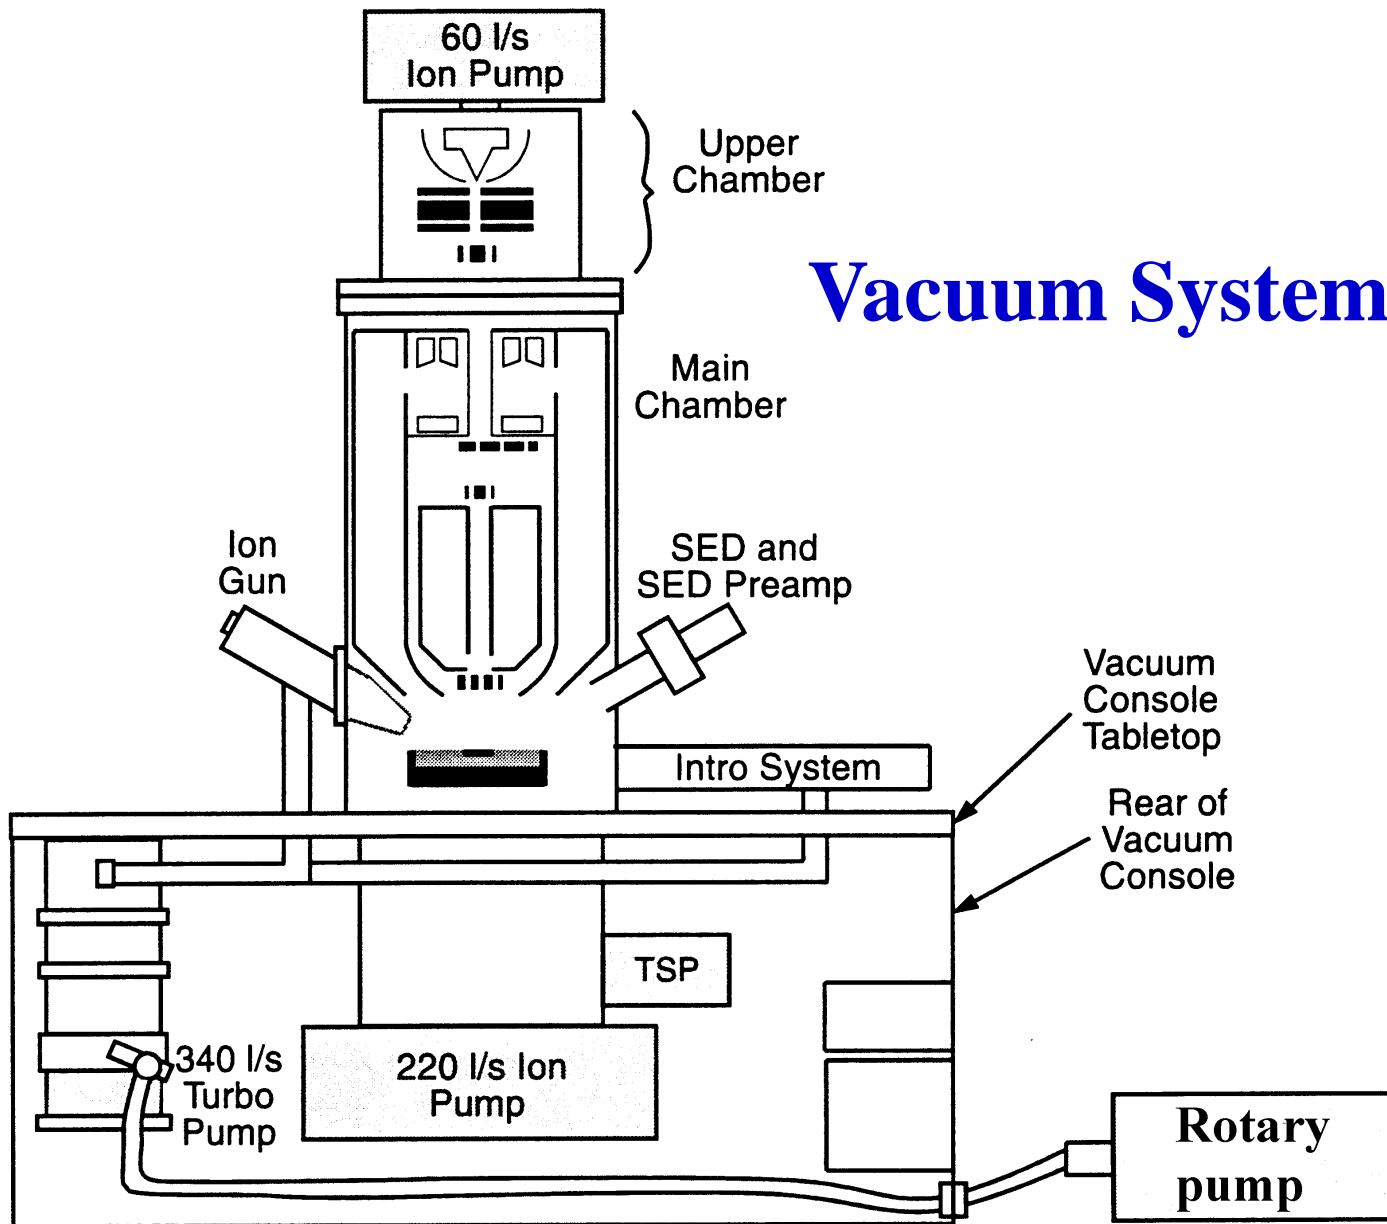 60 l/s
Ion Pump
Upper
Chamber
Vacuum System
Main
Chamber
Ion
Gun
SED and
SED Preamp
Vacuum
Console
Tabletop
Intro System
Rear of
Vacuum
Console
TSP
340 l/s
Turbo
Pump
220 l/s Ion
Pump
Rotary
pump